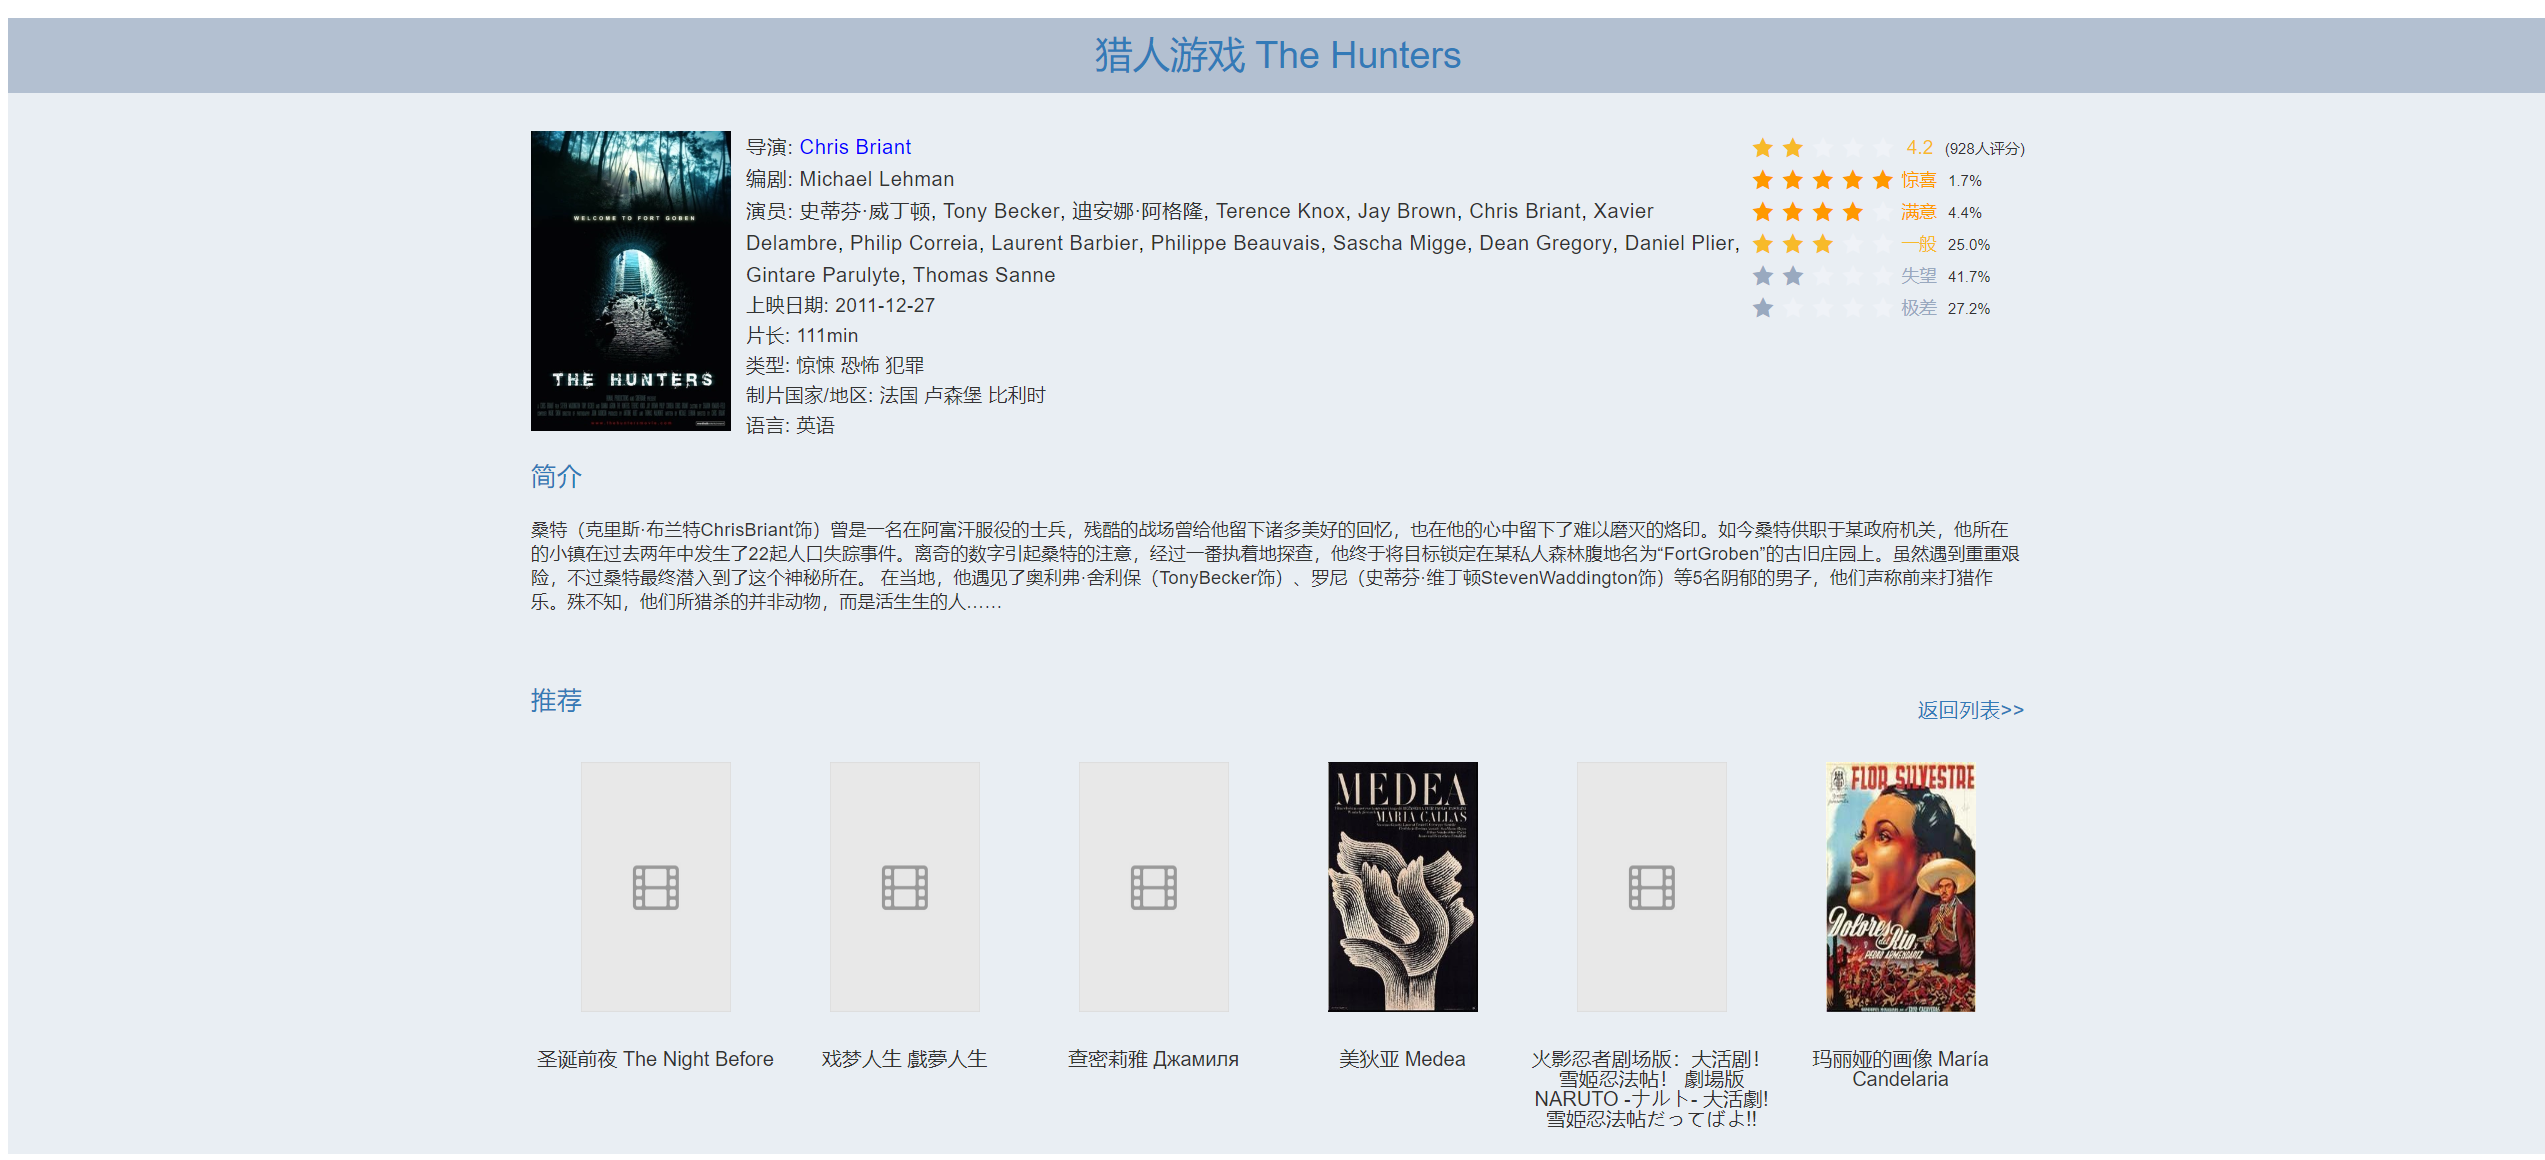 猎人游戏 The Hunters
WELCOME TO FORT GOBEN
THE HUNTERS
导演: Chris Briant
编剧: Michael Lehman
演员: 史蒂芬·威丁顿, Tony Becker, 迪安娜·阿格隆, Terence Knox, Jay Brown, Chris Briant, Xavier
Delambre, Philip Correia, Laurent Barbier, Philippe Beauvais, Sascha Migge, Dean Gregory, Daniel Plier,
Gintare Parulyte, Thomas Sanne
上映日期: 2011-12-27
片长: 111min
类型: 惊悚 恐怖 犯罪
制片国家/地区: 法国 卢森堡 比利时
语言: 英语
4.2 (928人评分)
惊喜 1.7%
满意 4.4%
一般 25.0%
失望 41.7%
极差 27.2%
简介
桑特（克里斯·布兰特ChrisBriant饰）曾是一名在阿富汗服役的士兵，残酷的战场曾给他留下诸多美好的回忆，也在他的心中留下了难以磨灭的烙印。如今桑特供职于某政府机关，他所在
的小镇在过去两年中发生了22起人口失踪事件。离奇的数字引起桑特的注意，经过一番执着地探查，他终于将目标锁定在某私人森林腹地名为“FortGroben”的古旧庄园上。虽然遇到重重艰
险，不过桑特最终潜入到了这个神秘所在。 在当地，他遇见了奥利弗·舍利保（TonyBecker饰）、罗尼（史蒂芬·维丁顿StevenWaddington饰）等5名阴郁的男子，他们声称前来打猎作
乐。殊不知，他们所猎杀的并非动物，而是活生生的人……
推荐
返回列表>>
MEDEA
MARIA CALLAS
FLOR SILVESTRE
Dolores del Rio
PEDRO ARMENDARIZ
圣诞前夜 The Night Before
戏梦人生 戲夢人生
查密莉雅 Джамиля
美狄亚 Medea
火影忍者剧场版：大活剧！
雪姬忍法帖！ 劇場版
NARUTO -ナルト- 大活劇!
雪姫忍法帖だってばよ!!
玛丽娅的画像 María
Candelaria